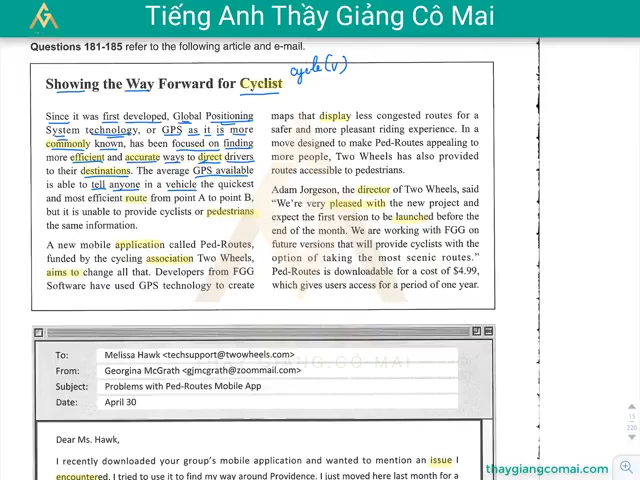 AG
Tiếng Anh Thầy Giảng Cô Mai
Questions 181-185 refer to the following article and e-mail.
Showing the Way Forward for Cyclist
cycle(v)
Since it was first developed, Global Positioning
System technology, or GPS as it is more
commonly known, has been focused on finding
more efficient and accurate ways to direct drivers
to their destinations. The average GPS available
is able to tell anyone in a vehicle the quickest
and most efficient route from point A to point B,
but it is unable to provide cyclists or pedestrians
the same information.
A new mobile application called Ped-Routes,
funded by the cycling association Two Wheels,
aims to change all that. Developers from FGG
Software have used GPS technology to create
maps that display less congested routes for a
safer and more pleasant riding experience. In a
move designed to make Ped-Routes appealing to
more people, Two Wheels has also provided
routes accessible to pedestrians.
Adam Jorgeson, the director of Two Wheels, said
“We're very pleased with the new project and
expect the first version to be launched before the
end of the month. We are working with FGG on
future versions that will provide cyclists with the
option of taking the most scenic routes.”
Ped-Routes is downloadable for a cost of $4.99,
which gives users access for a period of one year.
THAYGIANG.CÔ MAI
To: Melissa Hawk <techsupport@twowheels.com>
From: Georgina McGrath <gjmcgrath@zoommail.com>
Subject: Problems with Ped-Routes Mobile App
Date: April 30
Dear Ms. Hawk,
I recently downloaded your group's mobile application and wanted to mention an issue I
encountered. I tried to use it to find my way around Providence. I just moved here last month for a
15
220
thaygiangcomai.com